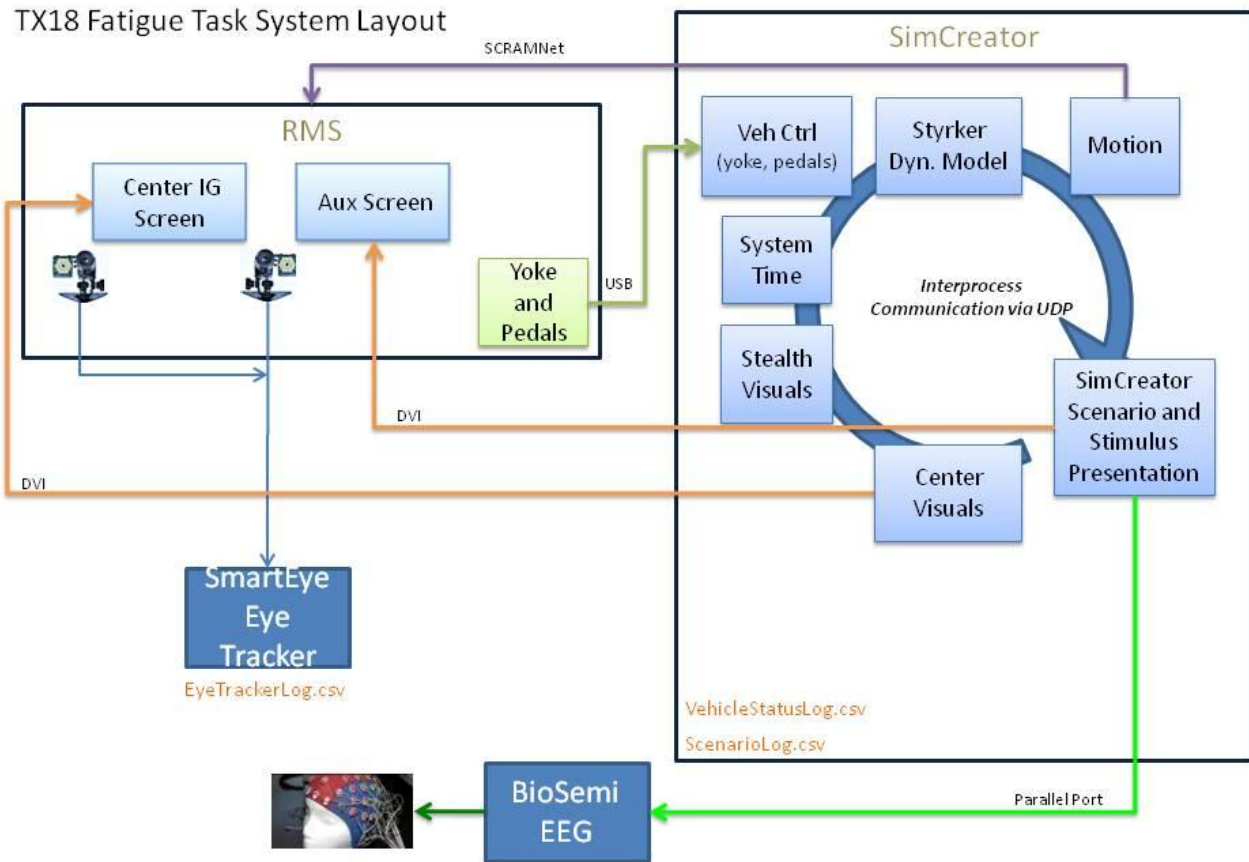 TX18 Fatigue Task System Layout
SCRAMNet
SimCreator
RMS
Center IG
Screen
Aux Screen
Yoke
and
Pedals
USB
Veh Ctrl
(yoke, pedals)
Styrker
Dyn. Model
Motion
System
Time
Interprocess
Communication via UDP
Stealth
Visuals
SimCreator
Scenario and
Stimulus
Presentation
DVI
DVI
Center
Visuals
SmartEye
Eye
Tracker
EyeTrackerLog.csv
VehicleStatusLog.csv
ScenarioLog.csv
BioSemi
EEG
Parallel Port